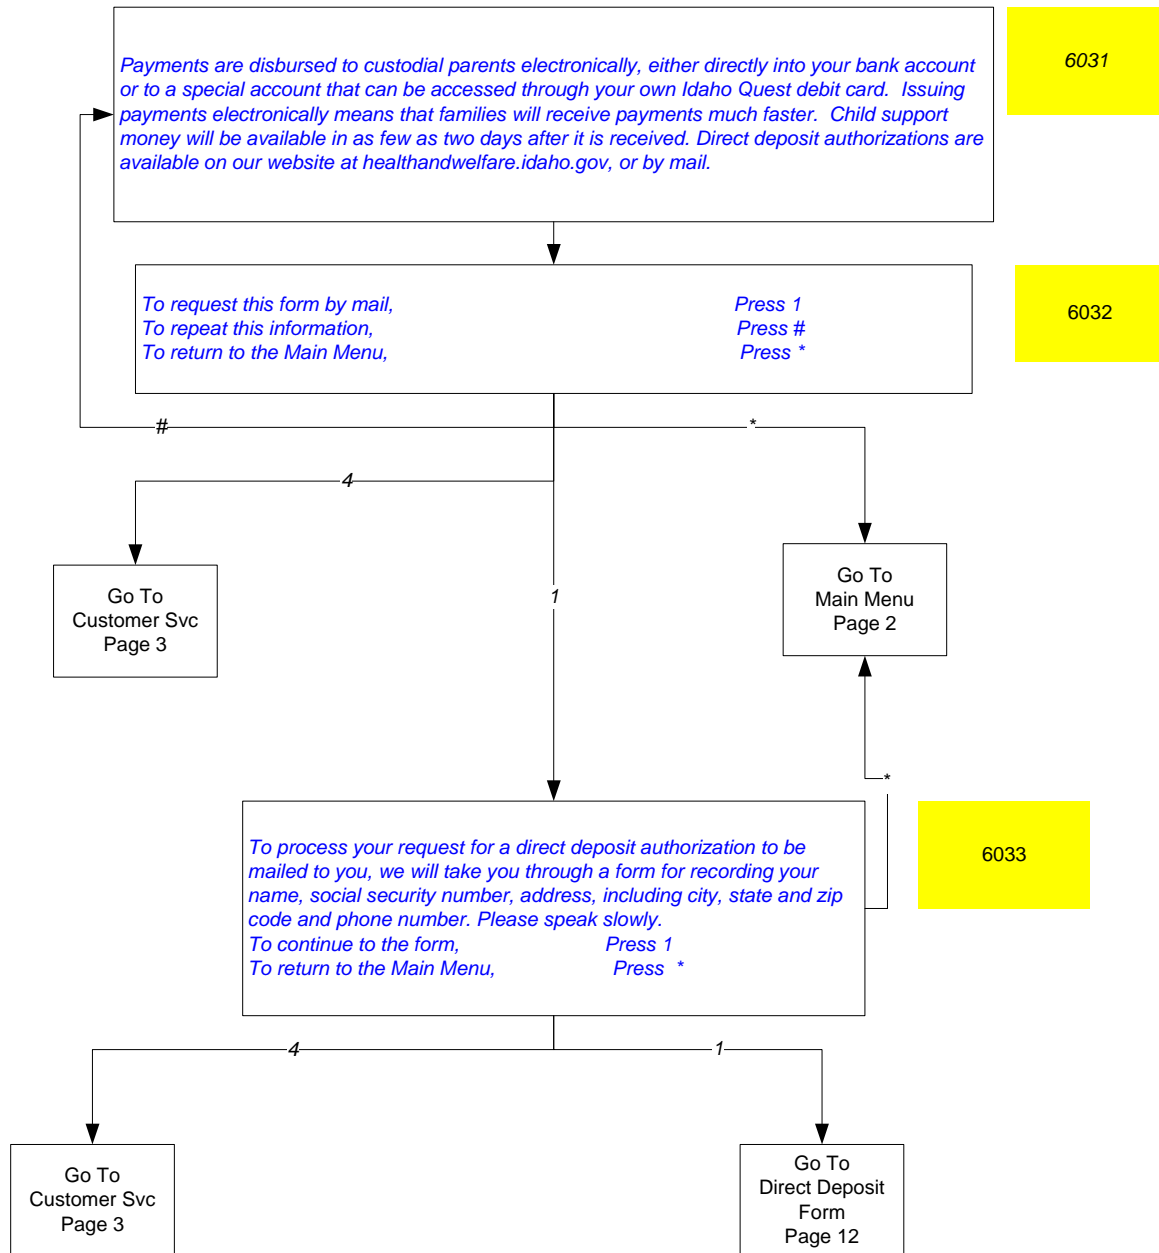 Payments are disbursed to custodial parents electronically, either directly into your bank account
or to a special account that can be accessed through your own Idaho Quest debit card.  Issuing
payments electronically means that families will receive payments much faster.  Child support
money will be available in as few as two days after it is received. Direct deposit authorizations are
available on our website at healthandwelfare.idaho.gov, or by mail.
6031
To request this form by mail, Press 1
To repeat this information, Press #
To return to the Main Menu, Press *
6032
#
*
4
Go To
Customer Svc
Page 3
1
Go To
Main Menu
Page 2
*
To process your request for a direct deposit authorization to be
mailed to you, we will take you through a form for recording your
name, social security number, address, including city, state and zip
code and phone number. Please speak slowly.
To continue to the form, Press 1
To return to the Main Menu, Press *
6033
4
1
Go To
Customer Svc
Page 3
Go To
Direct Deposit
Form
Page 12